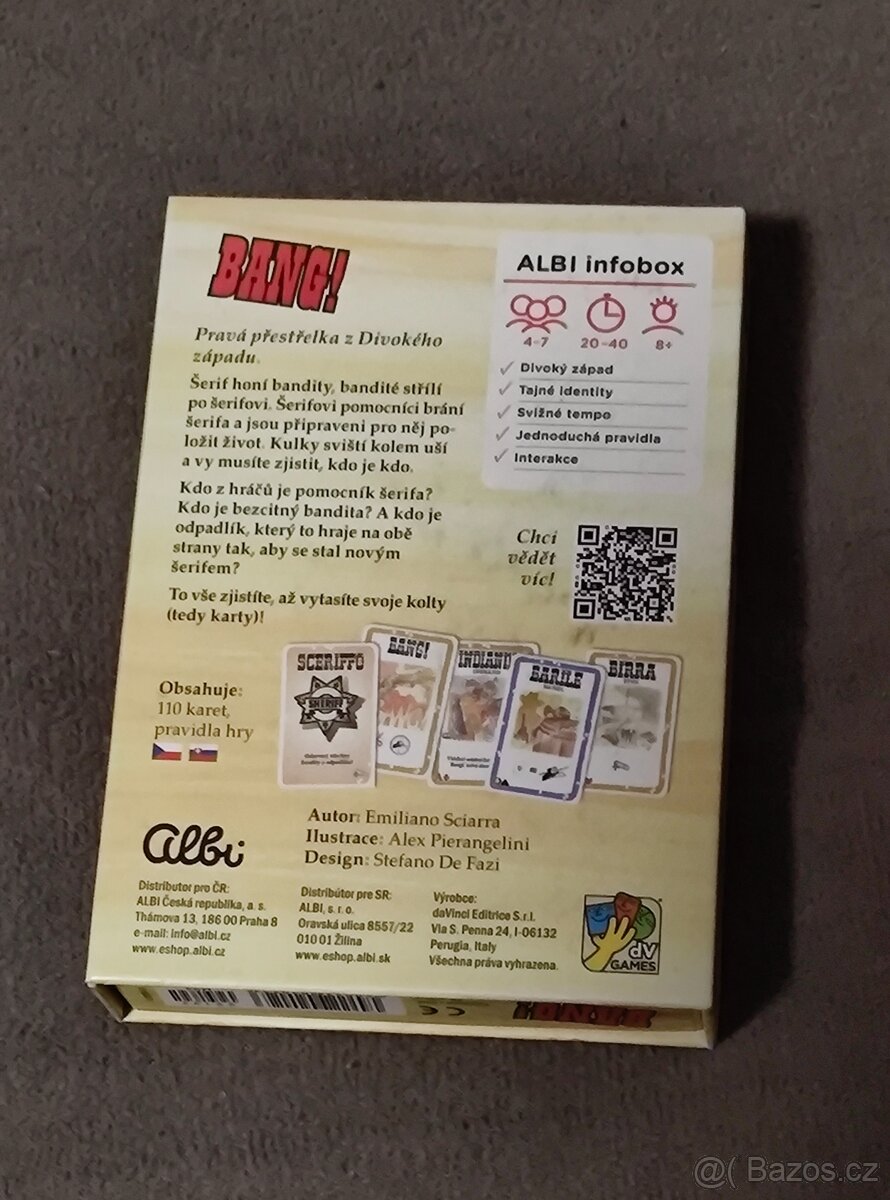 BANG!
Pravá přestřelka z Divokého
západu.
Šerif honí bandity, bandité střílí
po šerifovi. Šerifovi pomocníci brání
šerifa a jsou připraveni pro něj po-
ložit život. Kulky sviští kolem uší
a vy musíte zjistit, kdo je kdo.
Kdo z hráčů je pomocník šerifa?
Kdo je bezcitný bandita? A kdo je
odpadlík, který to hraje na obě
strany tak, aby se stal novým
šerifem?
To vše zjistíte, až vytasíte svoje kolty
(tedy karty)!
ALBI infobox
4-7
20-40
8+
Divoký západ
Tajné identity
Svižné tempo
Jednoduchá pravidla
Interakce
Chci
vědět
víc!
Obsahuje:
110 karet,
pravidla hry
SCERIFFO
SHERIFF
BANG!
INDIANI!
BARILE
BIRRA
Autor: Emiliano Sciarra
Ilustrace: Alex Pierangelini
Design: Stefano De Fazi
Albi
Distributor pro ČR:
ALBI Česká republika, a. s.
Thámova 13, 186 00 Praha 8
e-mail: info@albi.cz
www.eshop.albi.cz
Distribútor pre SR:
ALBI, s. r. o.
Oravská ulica 8557/22
010 01 Žilina
www.eshop.albi.sk
Výrobce:
daVinci Editrice S.r.l.
Via S. Penna 24, I-06132
Perugia, Italy
Všechna práva vyhrazena.
dV
GAMES
CE
BANG!
@( Bazos.cz